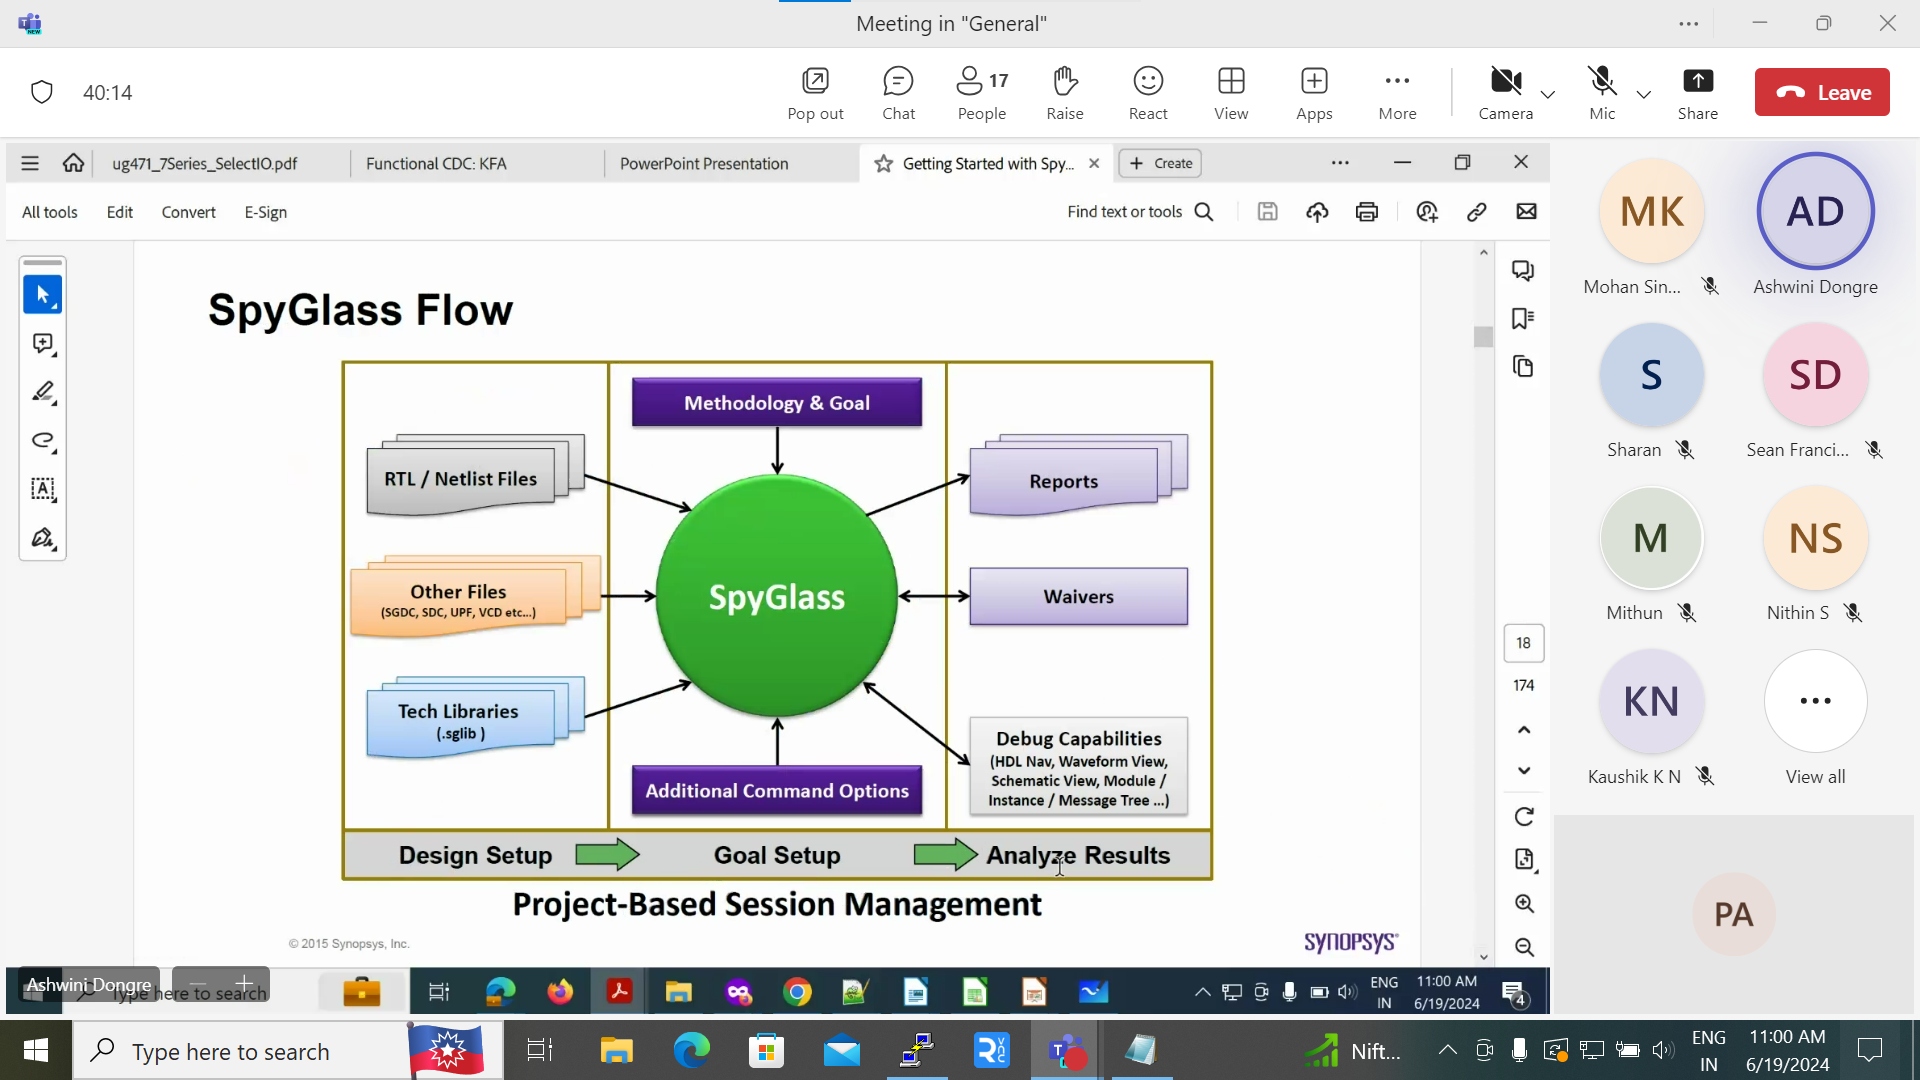 Meeting in "General"
40:14
Pop out
Chat
17
People
Raise
React
View
Apps
More
Camera
Mic
Share
Leave
ug471_7Series_SelectIO.pdf
Functional CDC: KFA
PowerPoint Presentation
Getting Started with Spy...
Create
All tools
Edit
Convert
E-Sign
Find text or tools
SpyGlass Flow
Methodology & Goal
RTL / Netlist Files
Reports
Other Files
(SGDC, SDC, UPF, VCD etc...)
SpyGlass
Waivers
Tech Libraries
(.sglib )
Debug Capabilities
(HDL Nav, Waveform View,
Schematic View, Module /
Instance / Message Tree ...)
Additional Command Options
Design Setup
Goal Setup
Analyze Results
Project-Based Session Management
© 2015 Synopsys, Inc.
SYNOPSYS®
18
174
MK
Mohan Sin...
AD
Ashwini Dongre
S
Sharan
SD
Sean Franci...
M
Mithun
NS
Nithin S
KN
Kaushik K N
View all
PA
Ashwini Dongre
Type here to search
ENG
IN
11:00 AM
6/19/2024
4
Type here to search
Nift...
ENG
IN
11:00 AM
6/19/2024